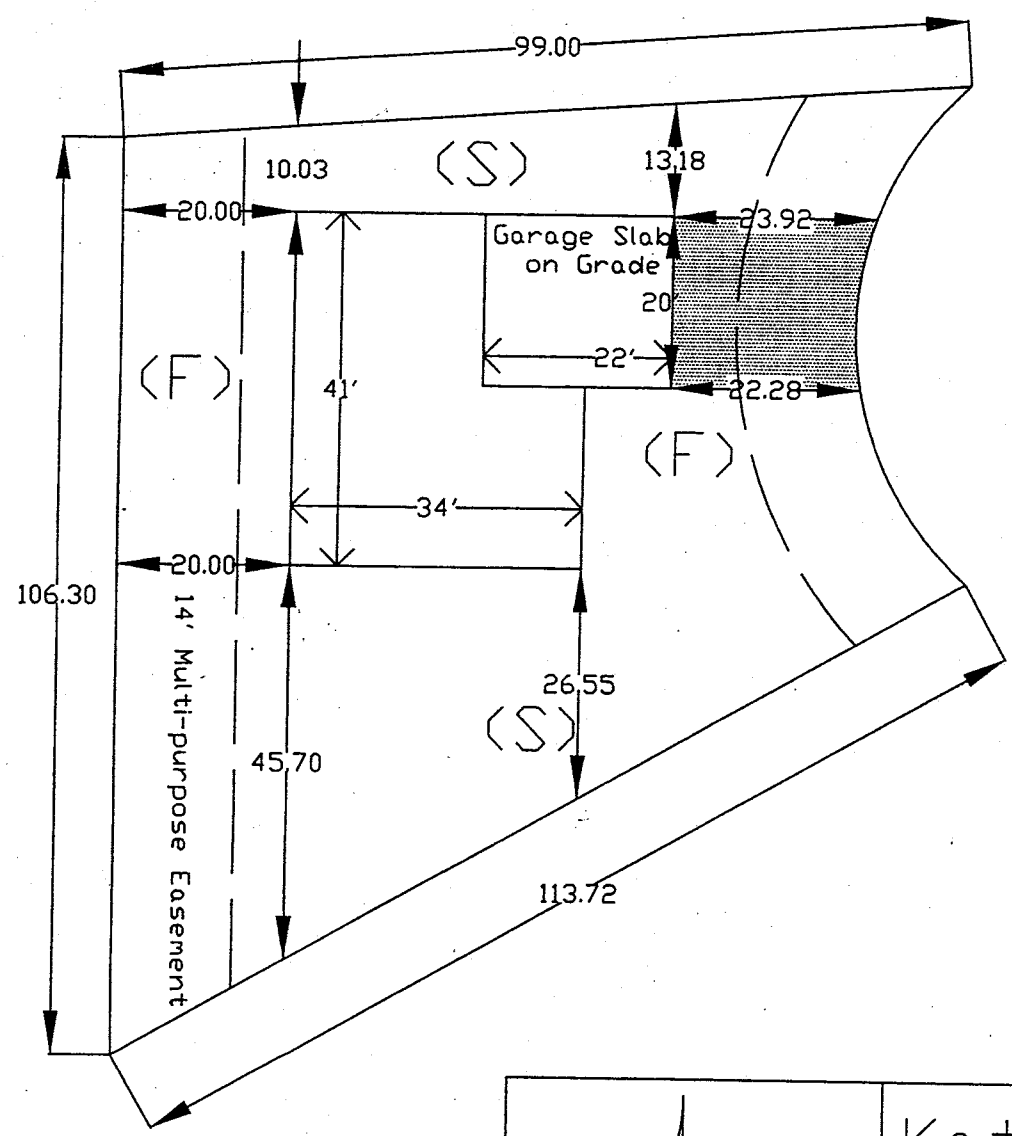 99.00
10.03
(S)
13.18
20.00
23.92
Garage Slab
on Grade
20'
22'
(F)
41'
22.28
(F)
34'
20.00
106.30
14' Multi-purpose Easement
26.55
(S)
45.70
113.72